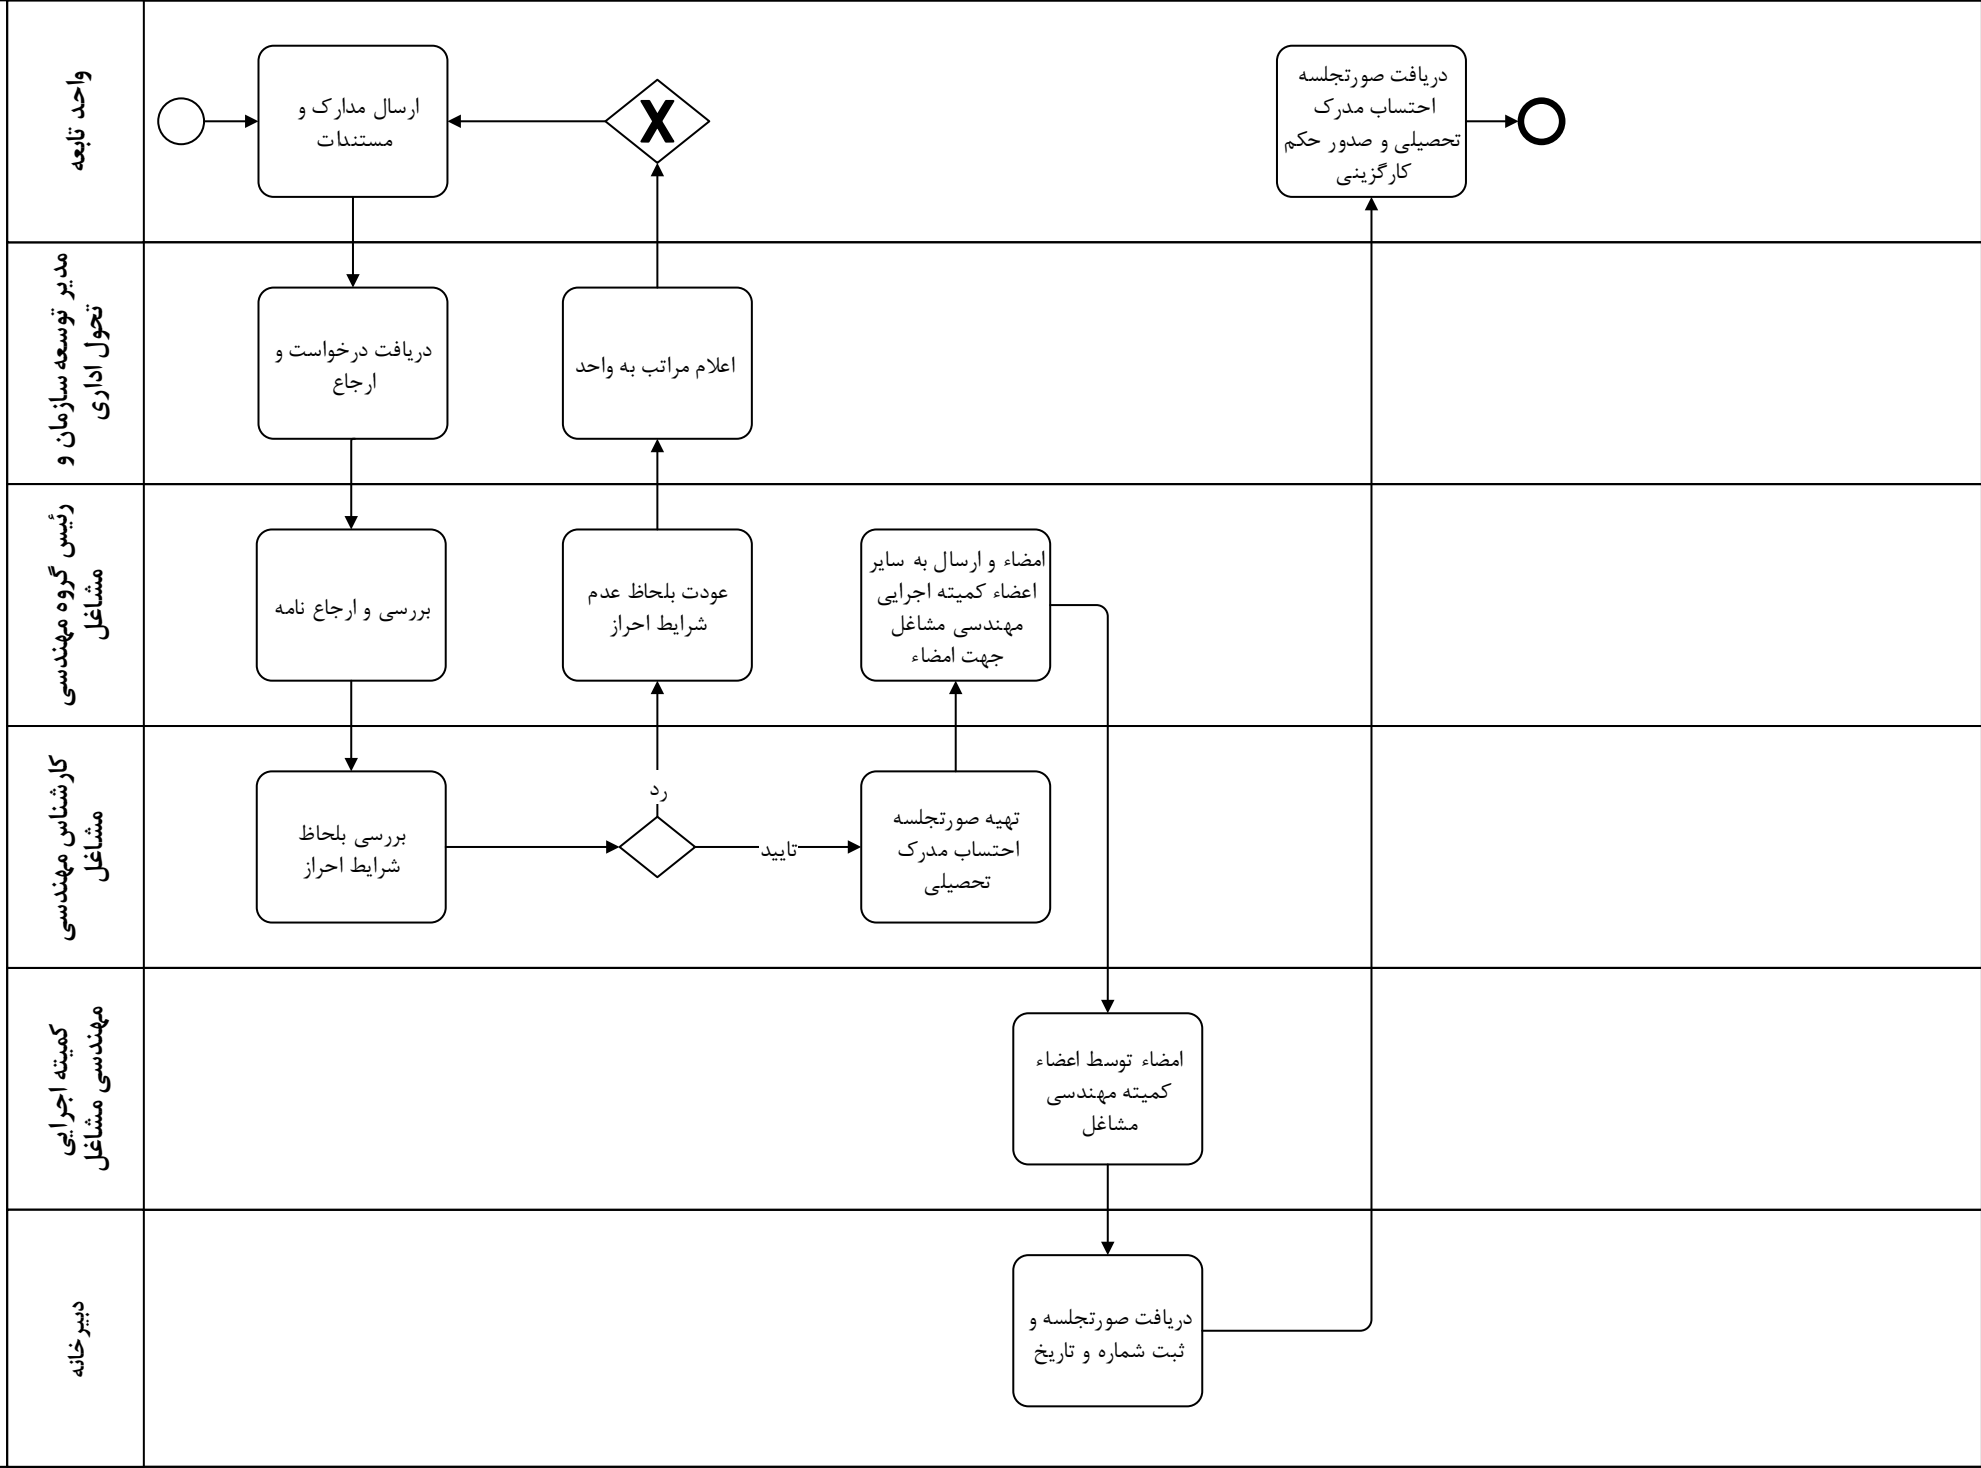 واحد تابعه
ارسال مدارک و
مستندات
X
دریافت صورتجلسه
احتساب مدرک
تحصیلی و صدور حکم
کارگزینی
مدیر توسعه سازمان و
تحول اداری
دریافت درخواست و
ارجاع
اعلام مراتب به واحد
رئیس گروه مهندسی
مشاغل
بررسی و ارجاع نامه
عودت بلحاظ عدم
شرایط احراز
امضاء و ارسال به سایر
اعضاء کمیته اجرایی
مهندسی مشاغل
جهت امضاء
کارشناس مهندسی
مشاغل
بررسی بلحاظ
شرایط احراز
رد
تایید
تهیه صورتجلسه
احتساب مدرک
تحصیلی
کمیته اجرایی
مهندسی مشاغل
امضاء توسط اعضاء
کمیته مهندسی
مشاغل
دبیرخانه
دریافت صورتجلسه و
ثبت شماره و تاریخ